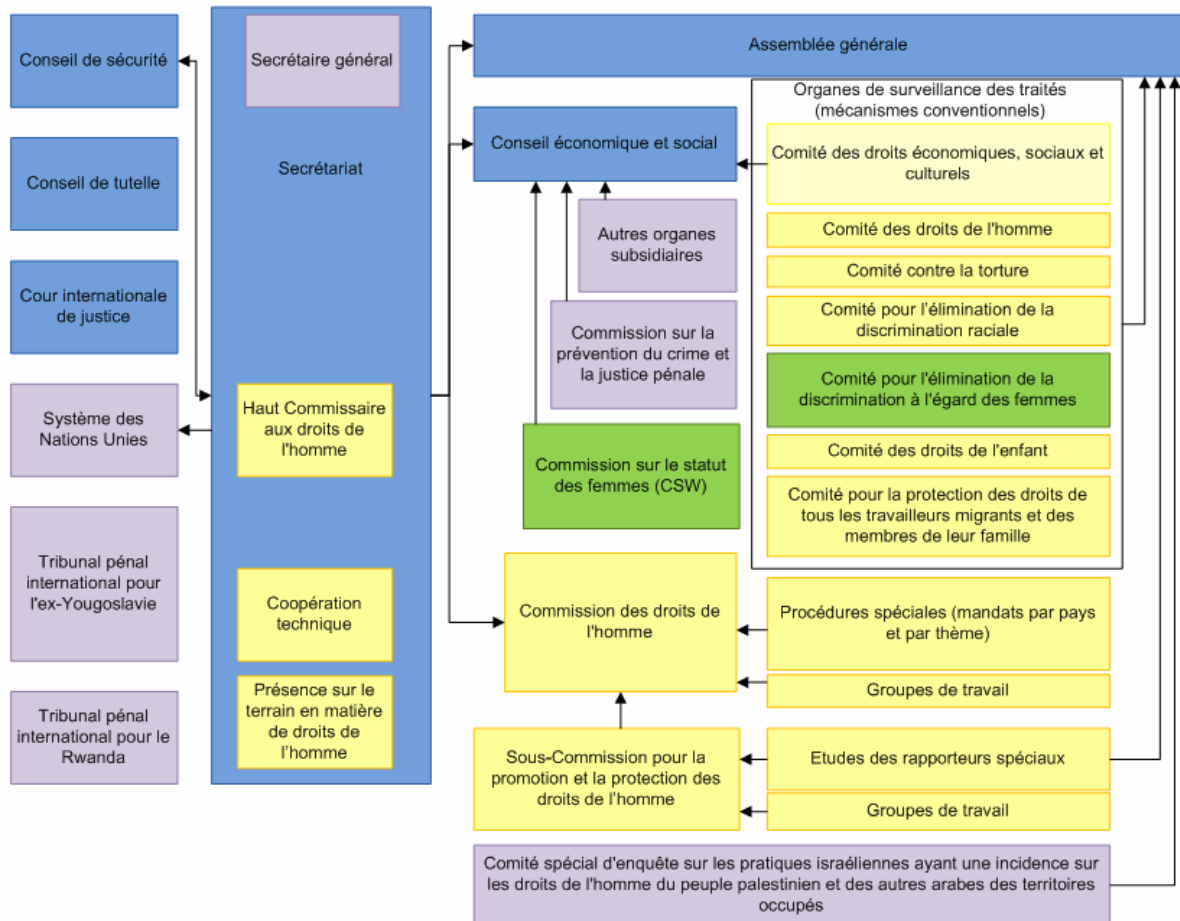 Conseil de sécurité
Conseil de tutelle
Cour internationale
de justice
Système des
Nations Unies
Tribunal pénal
international pour
l'ex-Yougoslavie
Tribunal pénal
international pour le
Rwanda
Secrétaire général
Secrétariat
Haut Commissaire
aux droits de
l'homme
Coopération
technique
Présence sur le
terrain en matière
de droits de
l'homme
Assemblée générale
Conseil économique et social
Autres organes
subsidiaires
Commission sur la
prévention du crime et
la justice pénale
Commission sur le statut
des femmes (CSW)
Commission des droits de
l'homme
Sous-Commission pour la
promotion et la protection des
droits de l'homme
Organes de surveillance des traités
(mécanismes conventionnels)
Comité des droits économiques, sociaux et
culturels
Comité des droits de l'homme
Comité contre la torture
Comité pour l'élimination de la
discrimination raciale
Comité pour l'élimination de la
discrimination à l'égard des femmes
Comité des droits de l'enfant
Comité pour la protection des droits de
tous les travailleurs migrants et des
membres de leur famille
Procédures spéciales (mandats par pays
et par thème)
Groupes de travail
Etudes des rapporteurs spéciaux
Groupes de travail
Comité spécial d'enquête sur les pratiques israéliennes ayant une incidence sur
les droits de l'homme du peuple palestinien et des autres arabes des territoires
occupés